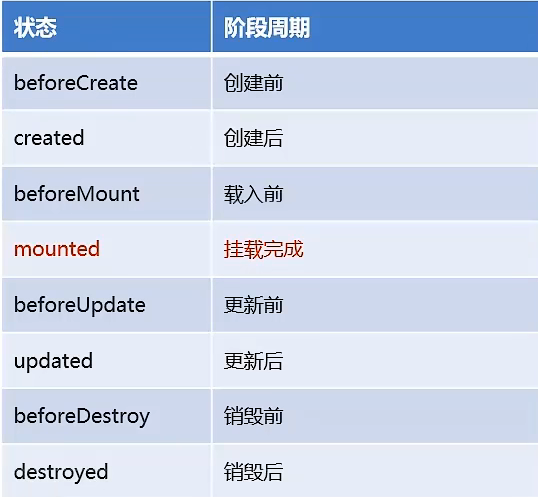 状态 阶段周期
beforeCreate 创建前
created 创建后
beforeMount 载入前
mounted 挂载完成
beforeUpdate 更新前
updated 更新后
beforeDestroy 销毁前
destroyed 销毁后